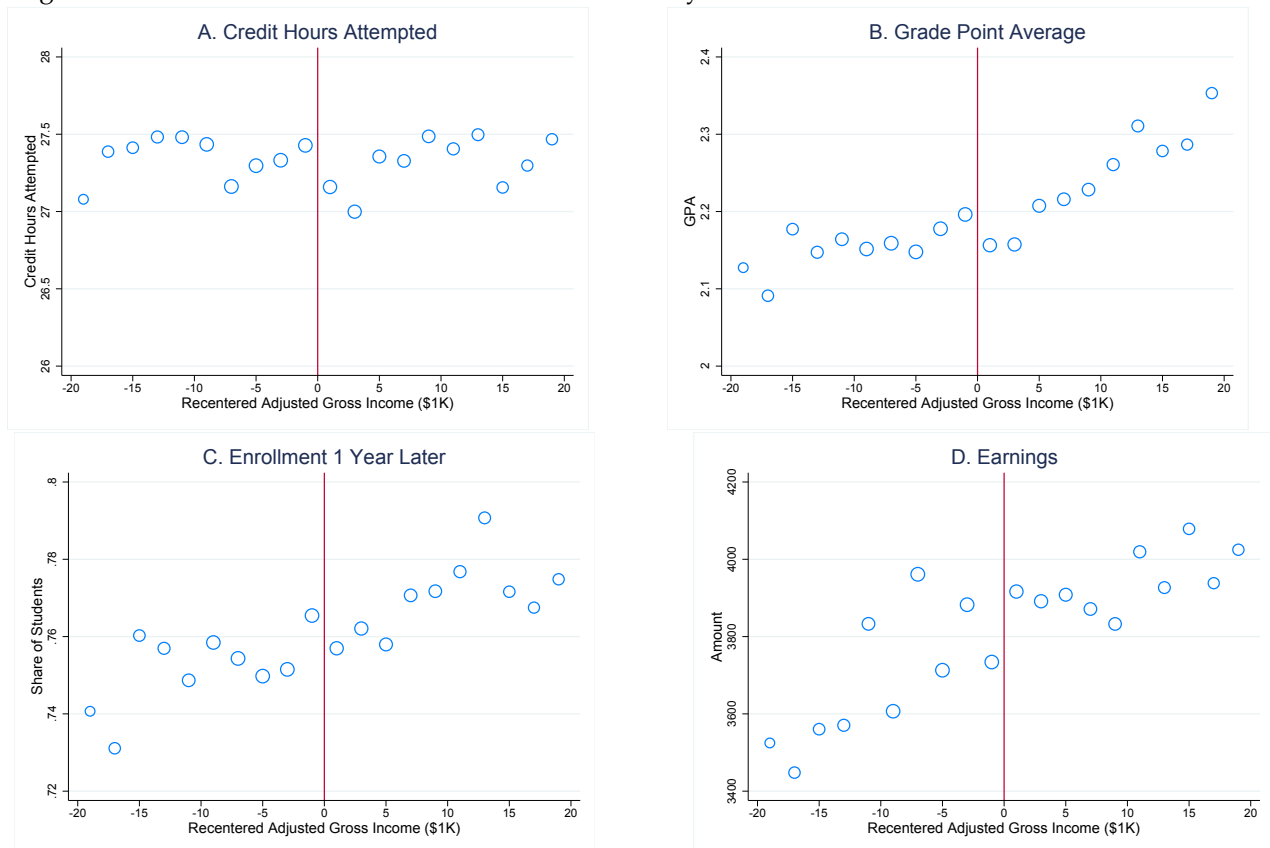 A. Credit Hours Attempted
28
27.5
27
26.5
26
Credit Hours Attempted
-20 -15 -10 -5 0 5 10 15 20
Recentered Adjusted Gross Income ($1K)
B. Grade Point Average
2.4
2.3
2.2
2.1
2
GPA
-20 -15 -10 -5 0 5 10 15 20
Recentered Adjusted Gross Income ($1K)
C. Enrollment 1 Year Later
.8
.78
.76
.74
.72
Share of Students
-20 -15 -10 -5 0 5 10 15 20
Recentered Adjusted Gross Income ($1K)
D. Earnings
4200
4000
3800
3600
3400
Amount
-20 -15 -10 -5 0 5 10 15 20
Recentered Adjusted Gross Income ($1K)